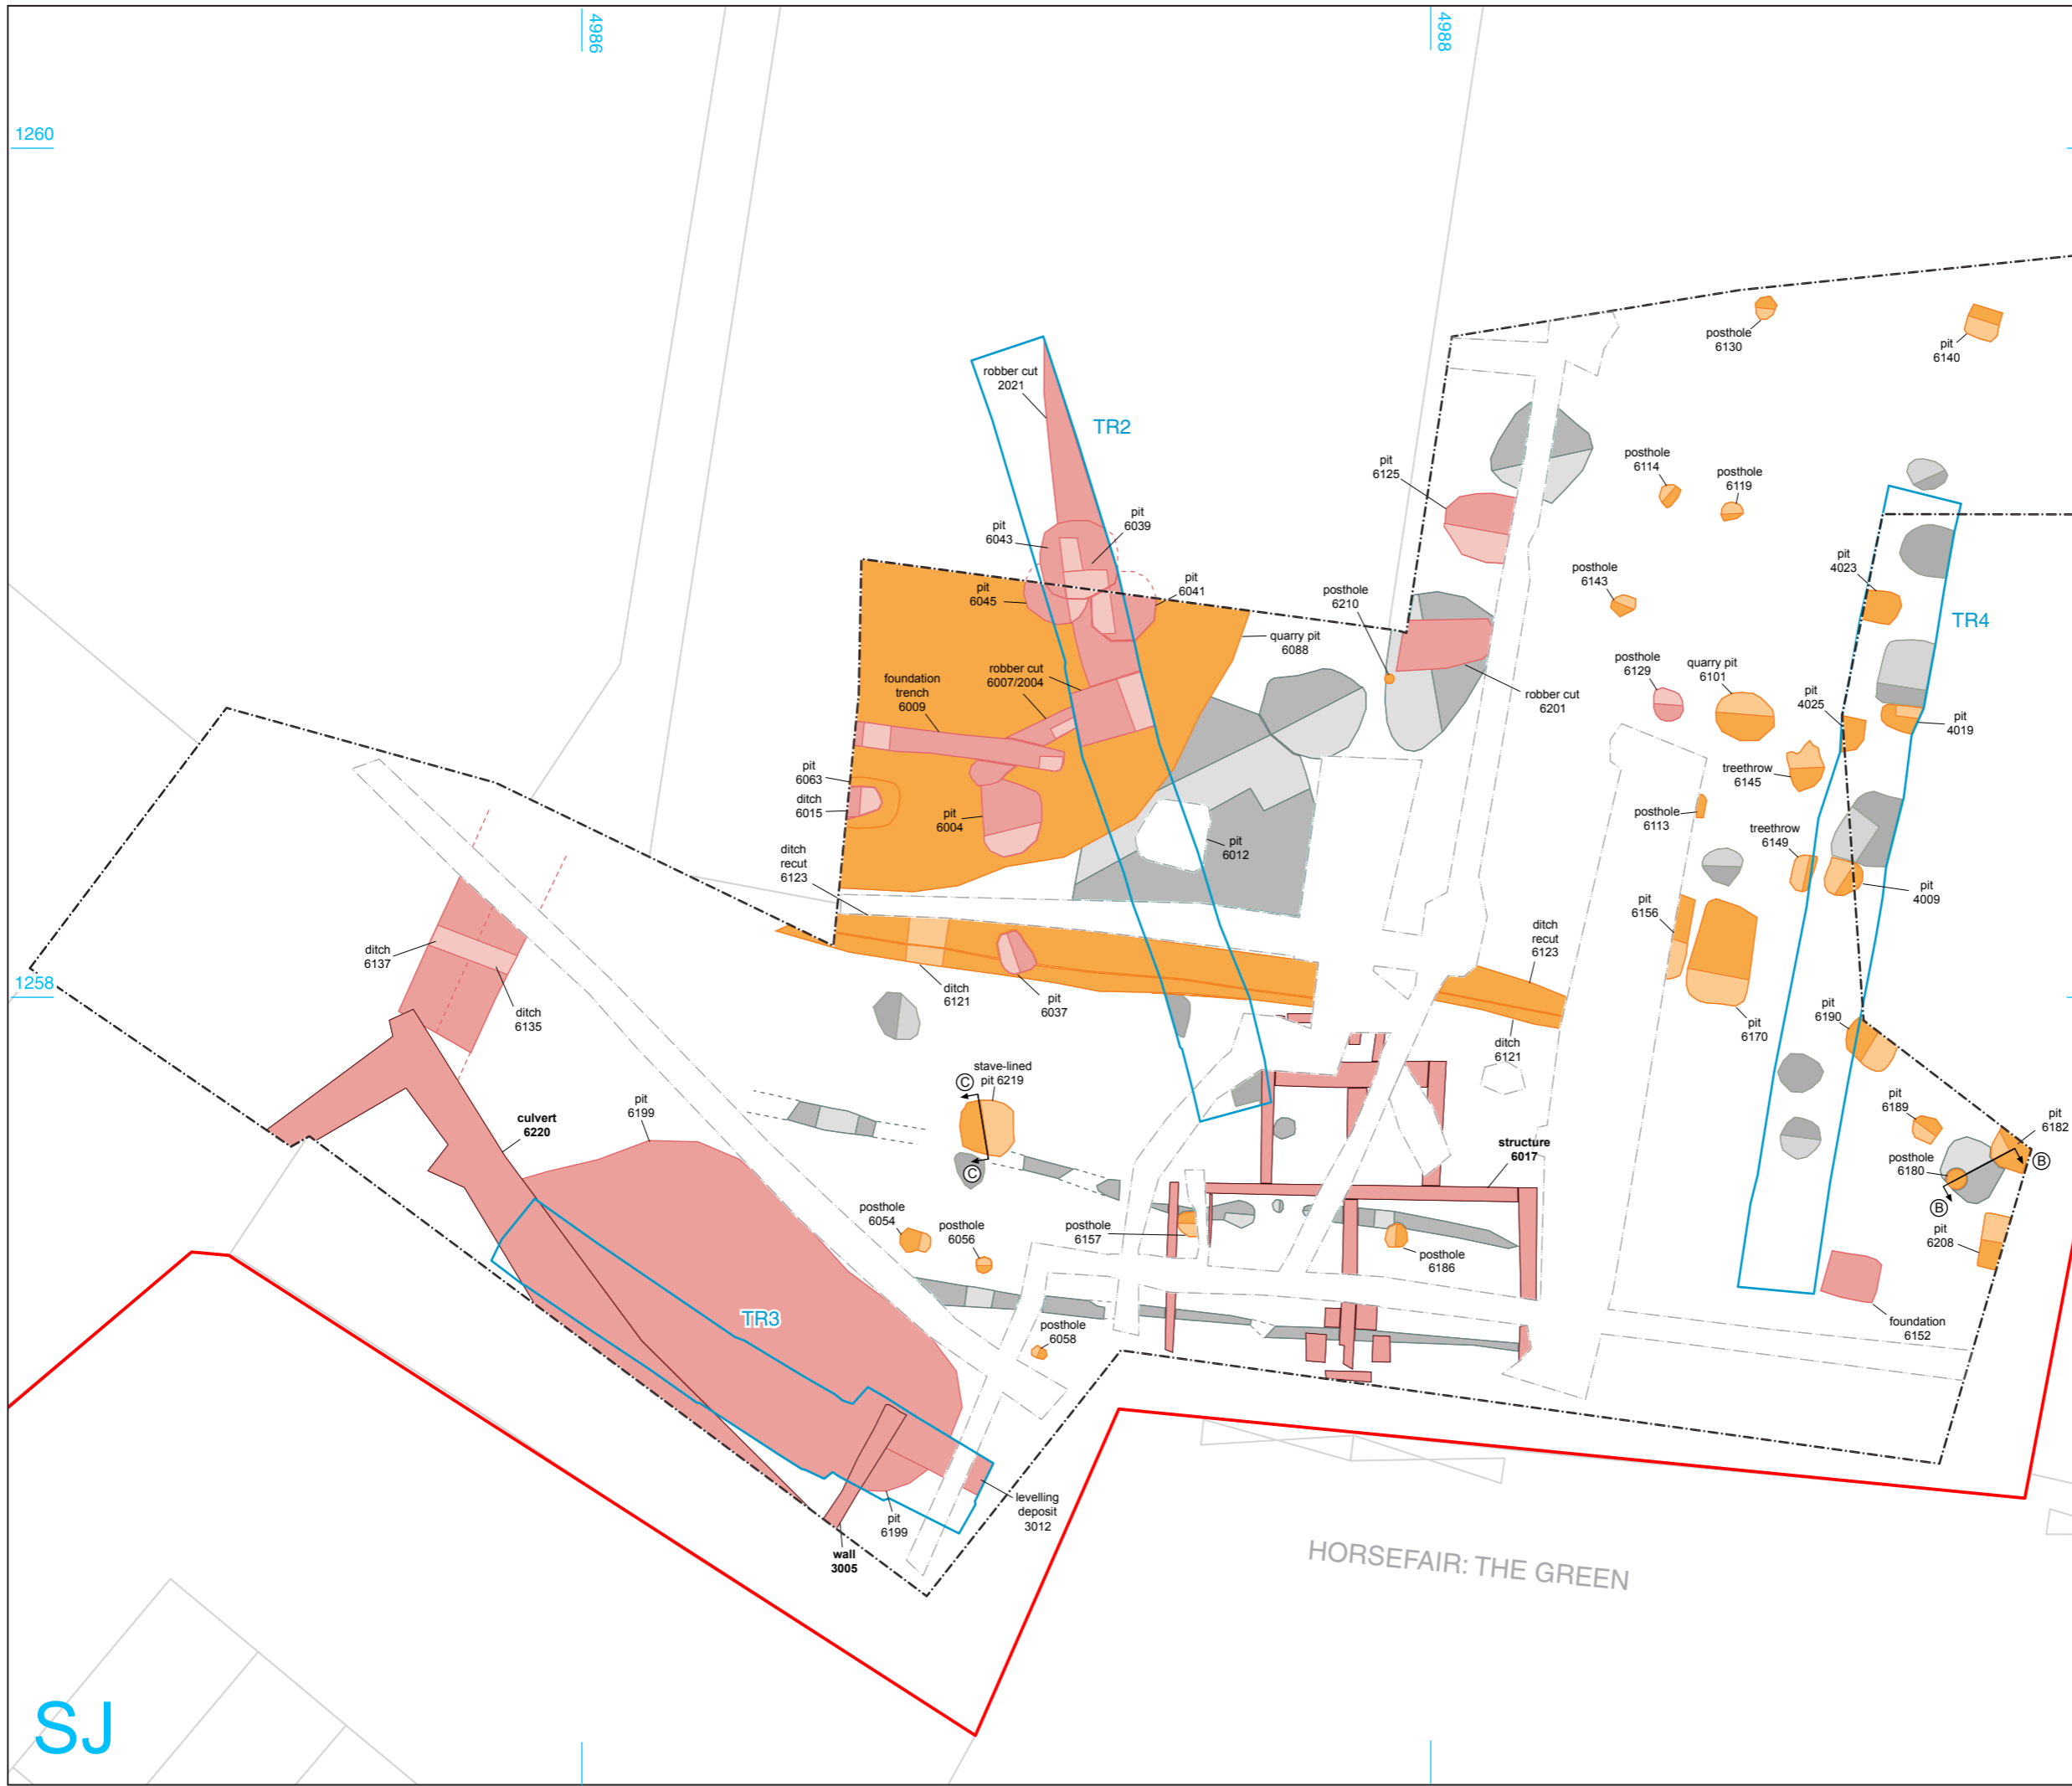 4986
4988
1260
posthole
6130
pit
6140
robber cut
2021
TR2
posthole
6114
pit
6125
posthole
6119
pit
6039
pit
6043
pit
4023
posthole
6143
pit
6041
pit
6045
posthole
6210
TR4
quarry pit
6088
posthole
6129
quarry pit
6101
robber cut
6007/2004
foundation
trench
6009
robber cut
6201
pit
4025
pit
4019
pit
6063
ditch
6015
treethrow
6145
pit
6004
posthole
6113
treethrow
6149
pit
6012
ditch
recut
6123
pit
4009
pit
6156
ditch
recut
6123
ditch
6137
1258
ditch
6121
pit
6037
ditch
6135
pit
6190
pit
6170
ditch
6121
stave-lined
pit 6219
C
C
pit
6199
culvert
6220
pit
6189
pit
6182
structure
6017
posthole
6180
B
B
posthole
6054
posthole
6056
posthole
6157
posthole
6186
pit
6208
TR3
posthole
6058
foundation
6152
levelling
deposit
3012
pit
6199
wall
3005
HORSEFAIR: THE GREEN
SJ